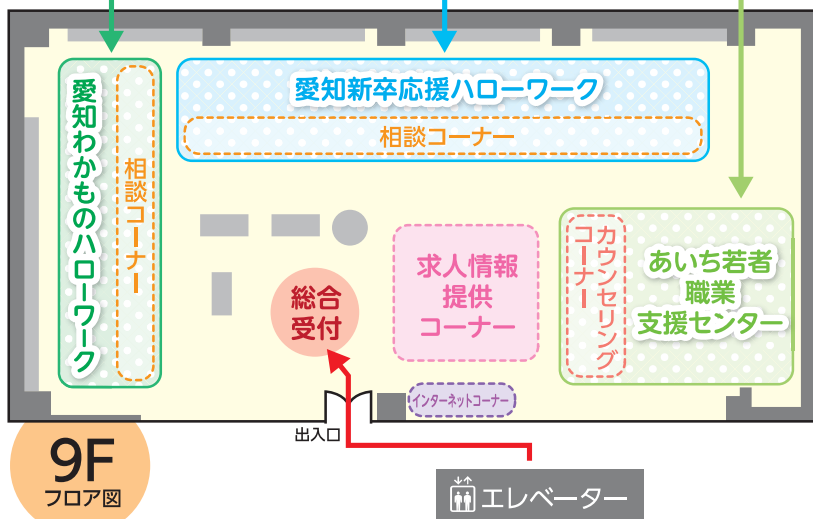 愛知わかものハローワーク
相談コーナー
愛知新卒応援ハローワーク
相談コーナー
総合
受付
求人情報
提供
コーナー
カウンセリング
コーナー
あいち若者
職業
支援センター
インターネットコーナー
出入口
9F
フロア図
エレベーター